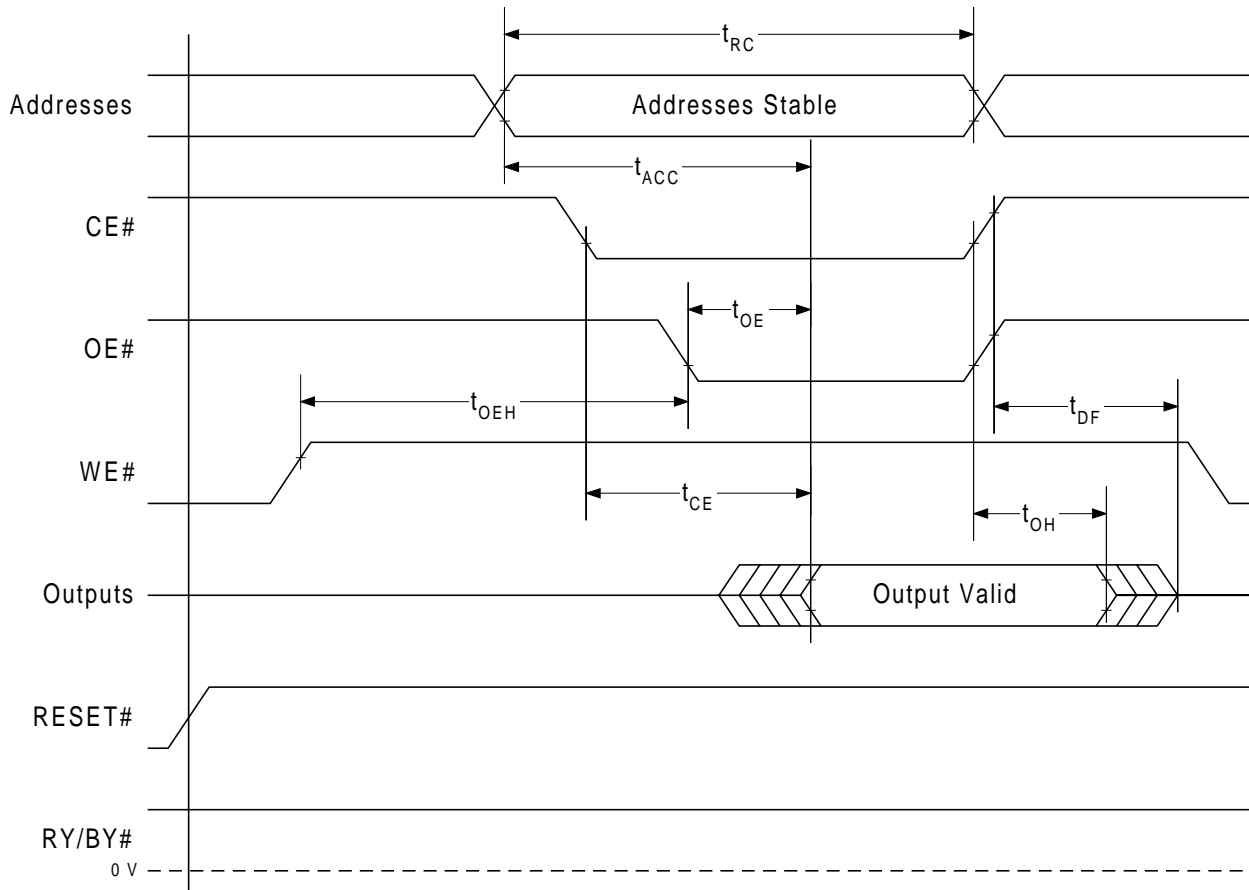 tRC
Addresses
Addresses Stable
tACC
CE#
tOE
OE#
tOEH
tDF
WE#
tCE
tOH
Outputs
Output Valid
RESET#
RY/BY#
0 V